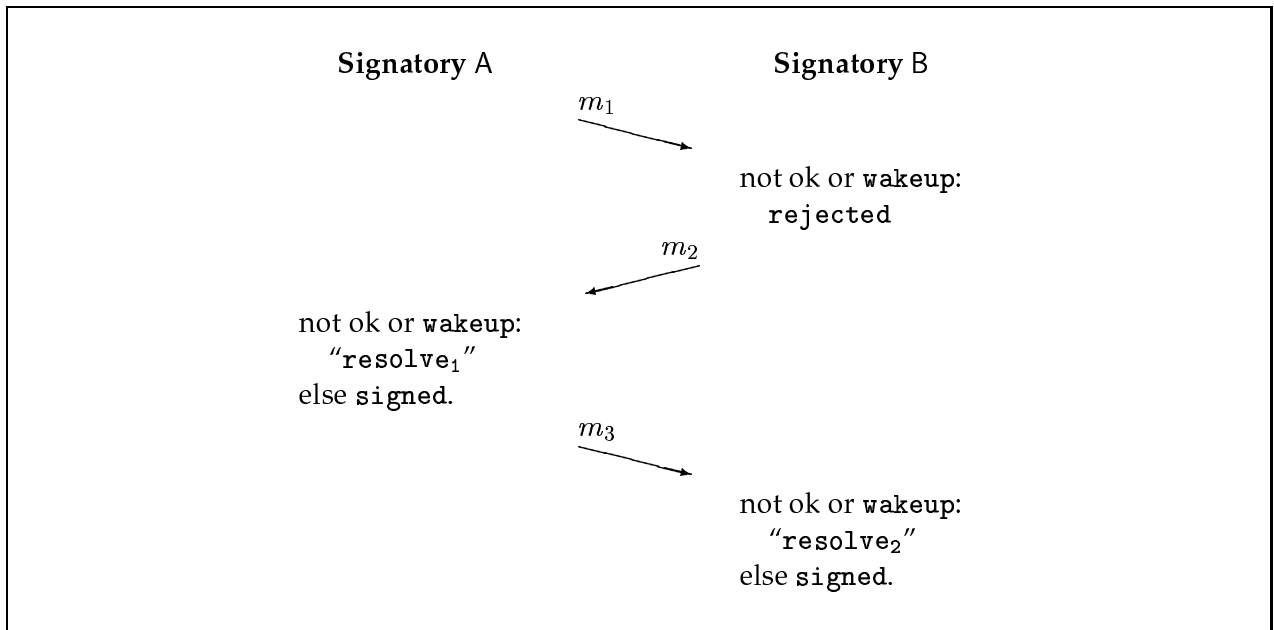 Signatory A Signatory B
m₁
not ok or wakeup:
rejected
m₂
not ok or wakeup:
“resolve₁”
else signed.
m₃
not ok or wakeup:
“resolve₂”
else signed.